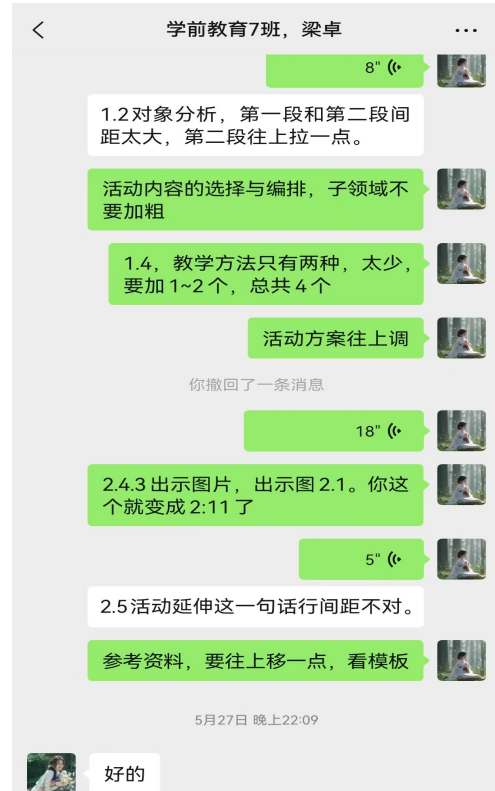 学前教育7班，梁卓
8"
1.2对象分析，第一段和第二段间
距太大，第二段往上拉一点。
活动内容的选择与编排，子领域不
要加粗
1.4，教学方法只有两种，太少，
要加1~2个，总共4个
活动方案往上调
你撤回了一条消息
18"
2.4.3出示图片，出示图2.1。你这
个就变成2:11了
5"
2.5活动延伸这一句话行间距不对。
参考资料，要往上移一点，看模板
5月27日 晚上22:09
好的